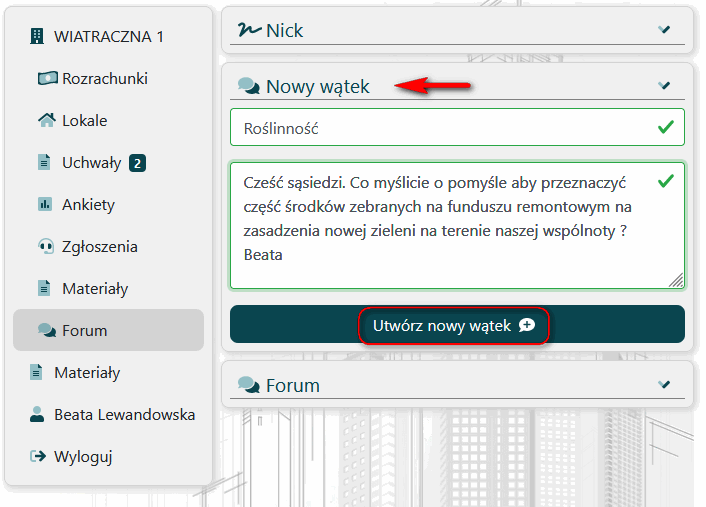 WIATRACZNA 1
Rozrachunki
Lokale
Uchwały 2
Ankiety
Zgłoszenia
Materiały
Forum
Materiały
Beata Lewandowska
Wyloguj
Nick
Nowy wątek
Roślinność
Cześć sąsiedzi. Co myślicie o pomyśle aby przeznaczyć
część środków zebranych na funduszu remontowym na
zasadzenia nowej zieleni na terenie naszej wspólnoty ?
Beata
Utwórz nowy wątek
Forum